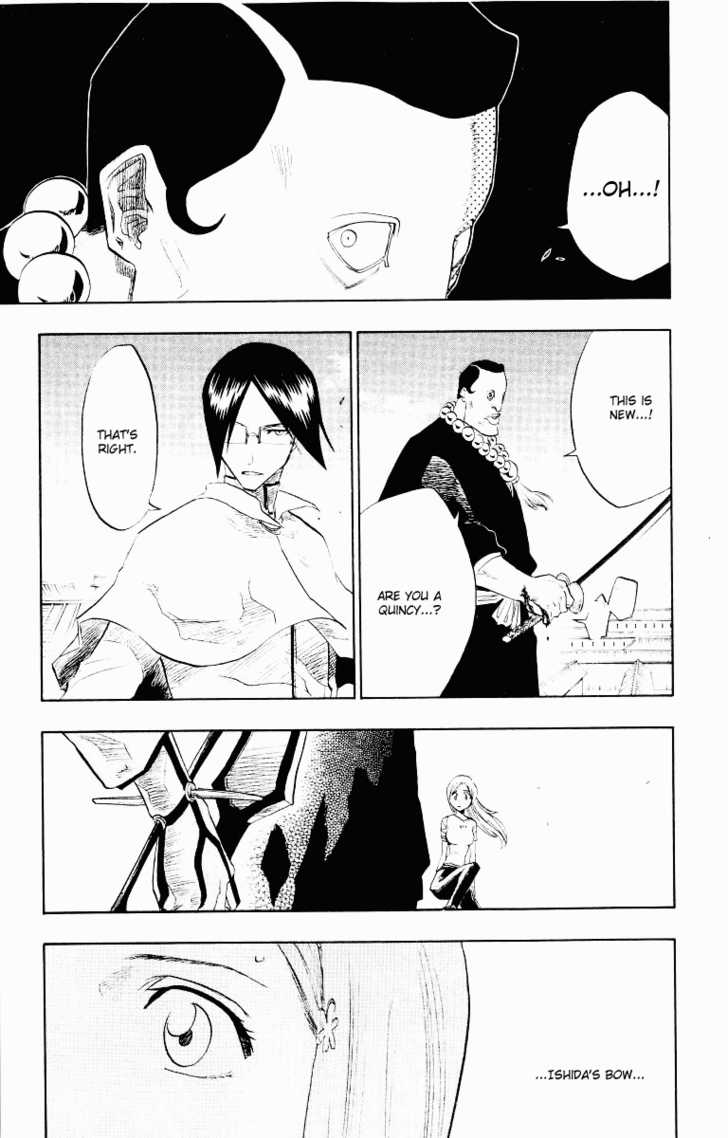 ...OH...!
THIS IS
NEW...!
ARE YOU A
QUINCY...?
THAT'S
RIGHT.
...ISHIDA'S BOW...